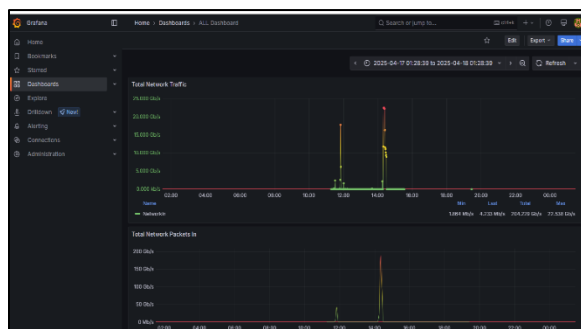 Grafana
Home › Dashboards › ALL Dashboard
Search or jump to...
Home
Bookmarks
Starred
Dashboards
Explore
Drilldown New!
Alerting
Connections
Administration
Edit
Export
Share
2025-04-17 01:28:39 to 2025-04-18 01:28:39
Refresh
Total Network Traffic
25.000 Gb/s
20.000 Gb/s
15.000 Gb/s
10.000 Gb/s
5.000 Gb/s
0.000 Gb/s
02:00 04:00 06:00 08:00 10:00 12:00 14:00 16:00 18:00 20:00 22:00 00:00
Name Min Last Total Max
NetworkIn
Total Network Packets In
200 Gb/s
150 Gb/s
100 Gb/s
50 Gb/s
0 Mb/s
02:00 04:00 06:00 08:00 10:00 12:00 14:00 16:00 18:00 20:00 22:00 00:00